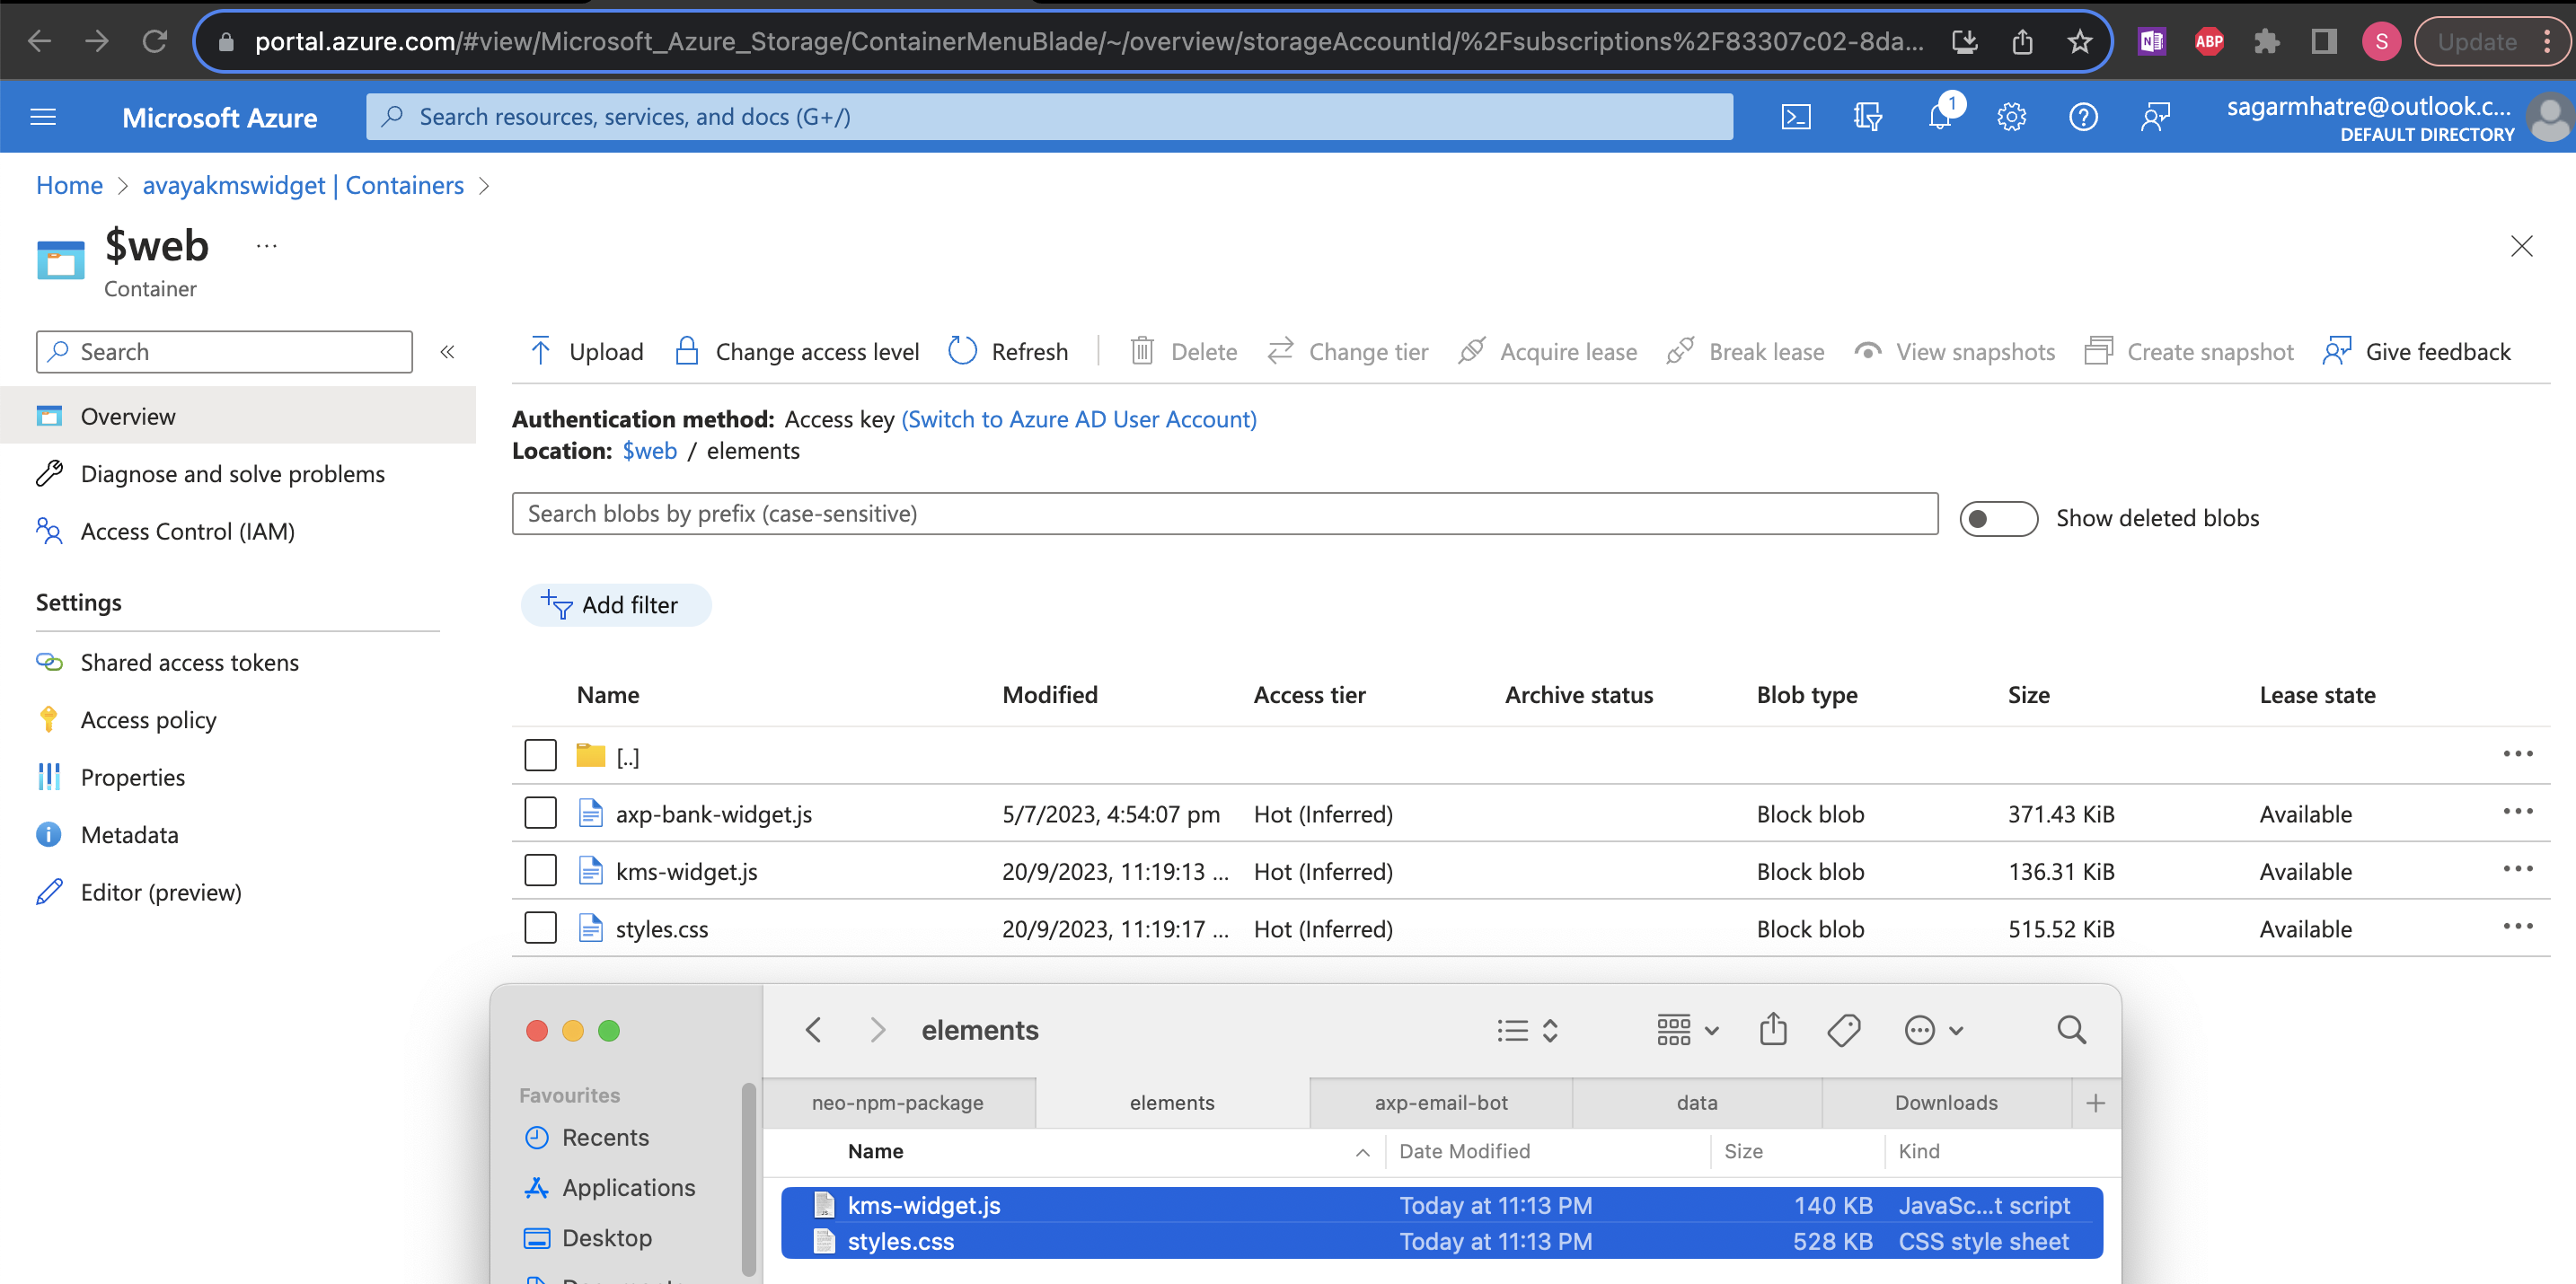 portal.azure.com/#view/Microsoft_Azure_Storage/ContainerMenuBlade/~/overview/storageAccountId/%2Fsubscriptions%2F83307c02-8da...
N
ABP
S
Update
Microsoft Azure
Search resources, services, and docs (G+/)
1
sagarmhatre@outlook.c...
DEFAULT DIRECTORY
Home > avayakmswidget | Containers >
$web
...
Container
Search
«
Upload
Change access level
Refresh
Delete
Change tier
Acquire lease
Break lease
View snapshots
Create snapshot
Give feedback
Overview
Diagnose and solve problems
Access Control (IAM)
Settings
Shared access tokens
Access policy
Properties
Metadata
Editor (preview)
Authentication method: Access key (Switch to Azure AD User Account)
Location: $web / elements
Search blobs by prefix (case-sensitive)
Show deleted blobs
Add filter
Name Modified Access tier Archive status Blob type Size Lease state
[..]
axp-bank-widget.js 5/7/2023, 4:54:07 pm Hot (Inferred) Block blob 371.43 KiB Available
kms-widget.js 20/9/2023, 11:19:13 ... Hot (Inferred) Block blob 136.31 KiB Available
styles.css 20/9/2023, 11:19:17 ... Hot (Inferred) Block blob 515.52 KiB Available
elements
Favourites
Recents
Applications
Desktop
neo-npm-package elements axp-email-bot data Downloads +
Name Date Modified Size Kind
kms-widget.js Today at 11:13 PM 140 KB JavaSc...t script
styles.css Today at 11:13 PM 528 KB CSS style sheet